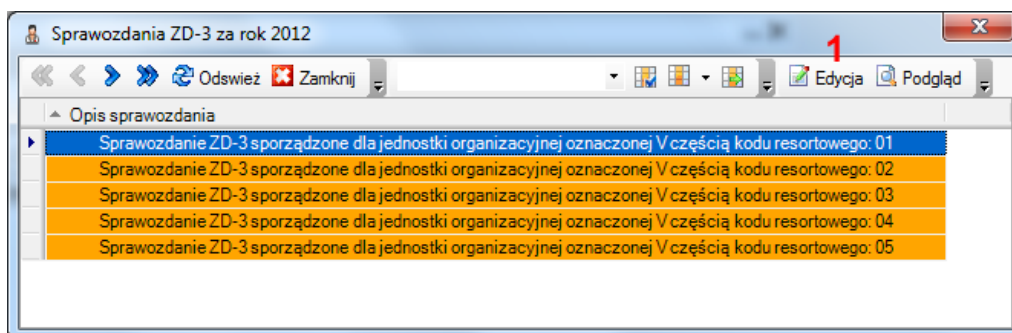 Sprawozdania ZD-3 za rok 2012
1
Odswież Zamknij Edycja Podgląd
Opis sprawozdania
Sprawozdanie ZD-3 sporządzone dla jednostki organizacyjnej oznaczonej V częścią kodu resortowego: 01
Sprawozdanie ZD-3 sporządzone dla jednostki organizacyjnej oznaczonej V częścią kodu resortowego: 02
Sprawozdanie ZD-3 sporządzone dla jednostki organizacyjnej oznaczonej V częścią kodu resortowego: 03
Sprawozdanie ZD-3 sporządzone dla jednostki organizacyjnej oznaczonej V częścią kodu resortowego: 04
Sprawozdanie ZD-3 sporządzone dla jednostki organizacyjnej oznaczonej V częścią kodu resortowego: 05